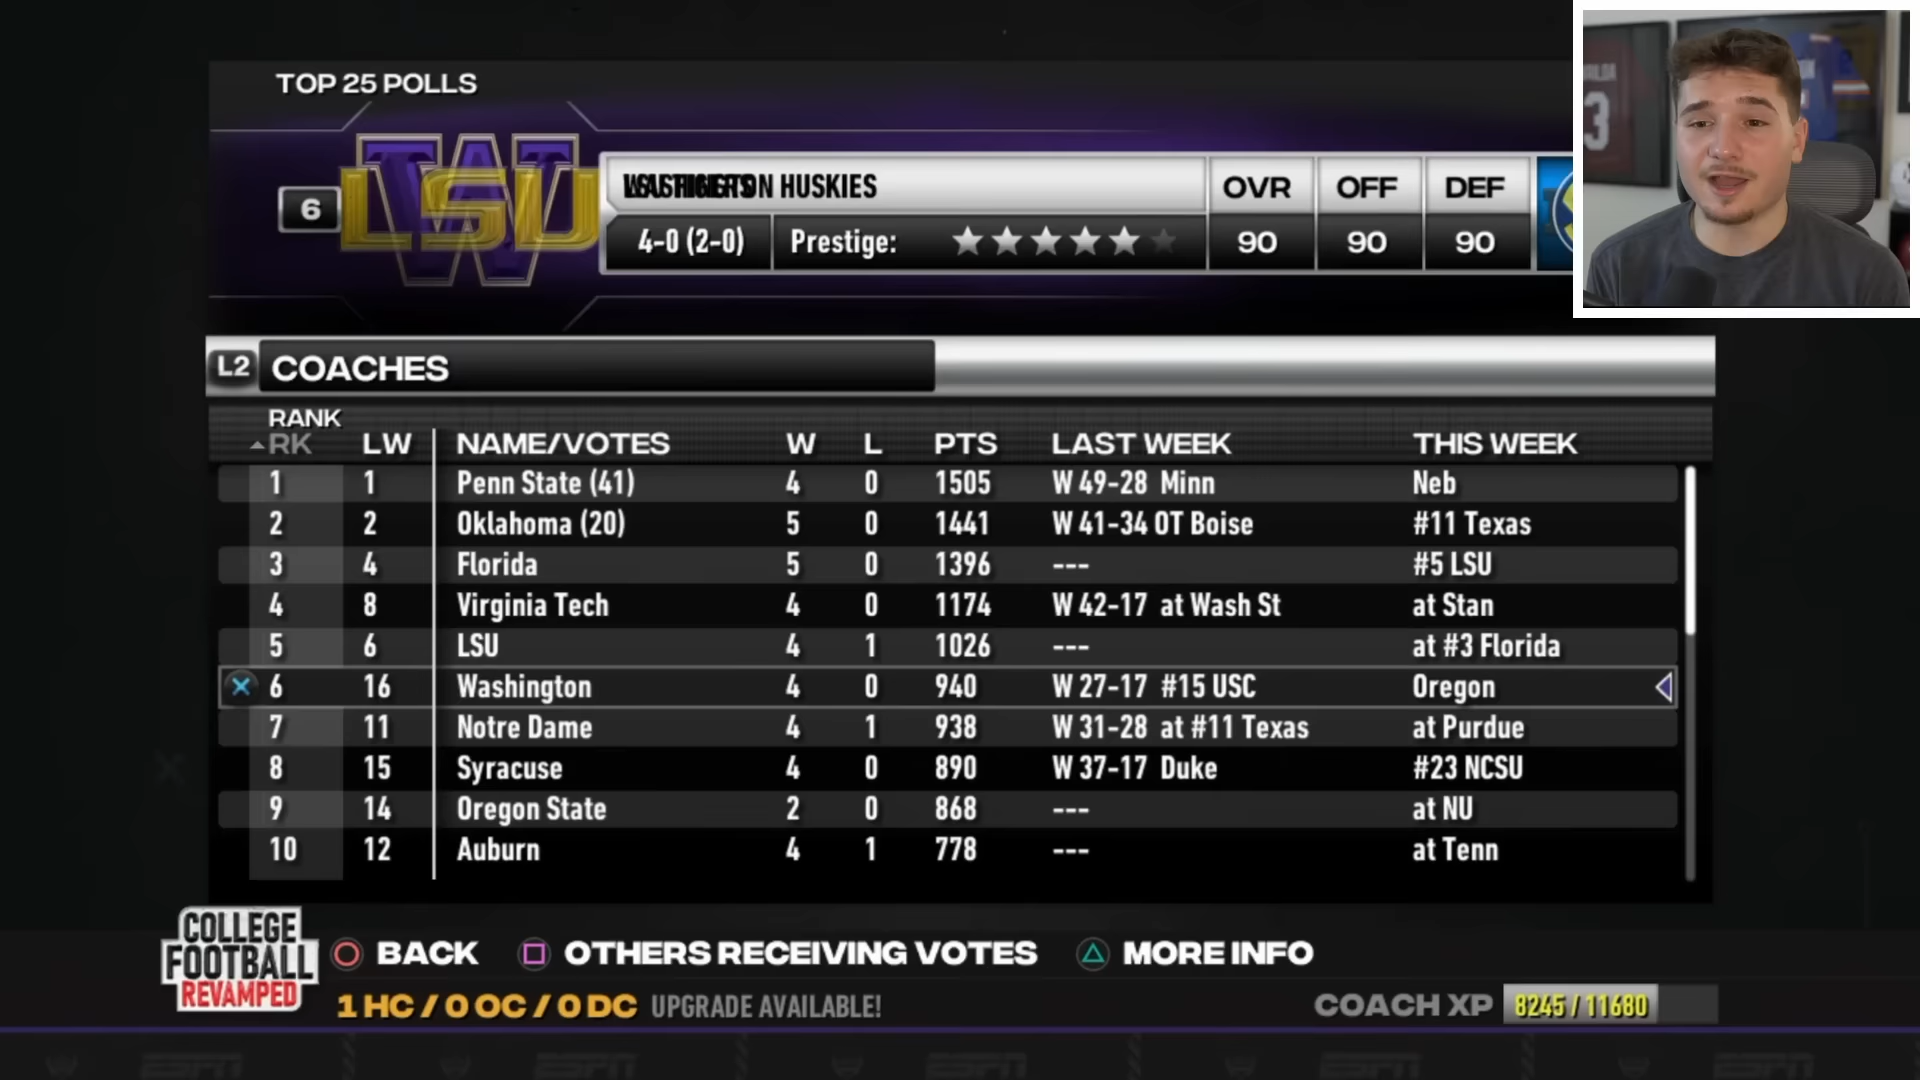 TOP 25 POLLS
6
LSU
WASHINGTON HUSKIES
OVR OFF DEF
4-0 (2-0) Prestige: 90 90 90
3
L2 COACHES
RANK
RK LW NAME/VOTES W L PTS LAST WEEK THIS WEEK
1 1 Penn State (41) 4 0 1505 W 49-28 Minn Neb
2 2 Oklahoma (20) 5 0 1441 W 41-34 OT Boise #11 Texas
3 4 Florida 5 0 1396 --- #5 LSU
4 8 Virginia Tech 4 0 1174 W 42-17 at Wash St at Stan
5 6 LSU 4 1 1026 --- at #3 Florida
6 16 Washington 4 0 940 W 27-17 #15 USC Oregon
7 11 Notre Dame 4 1 938 W 31-28 at #11 Texas at Purdue
8 15 Syracuse 4 0 890 W 37-17 Duke #23 NCSU
9 14 Oregon State 2 0 868 --- at NU
10 12 Auburn 4 1 778 --- at Tenn
COLLEGE
FOOTBALL
REVAMPED
BACK OTHERS RECEIVING VOTES MORE INFO
1 HC / 0 OC / 0 DC UPGRADE AVAILABLE! COACH XP 8245 / 11680
ESPN ESPN ESPN ESPN ESPN